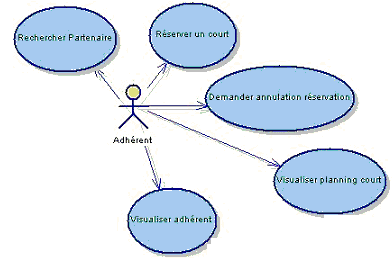 Réserver un court
Rechercher Partenaire
Demander annulation réservation
Adhérent
Visualiser planning court
Visualiser adhérent